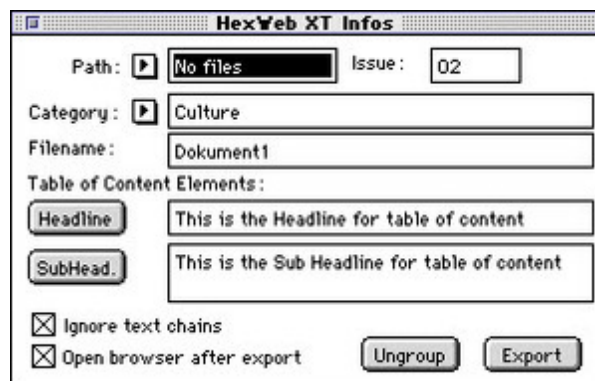 HexWeb XT Infos
Path: No files Issue: 02
Category: Culture
Filename: Dokument1
Table of Content Elements:
Headline This is the Headline for table of content
SubHead. This is the Sub Headline for table of content
Ignore text chains
Open browser after export Ungroup Export